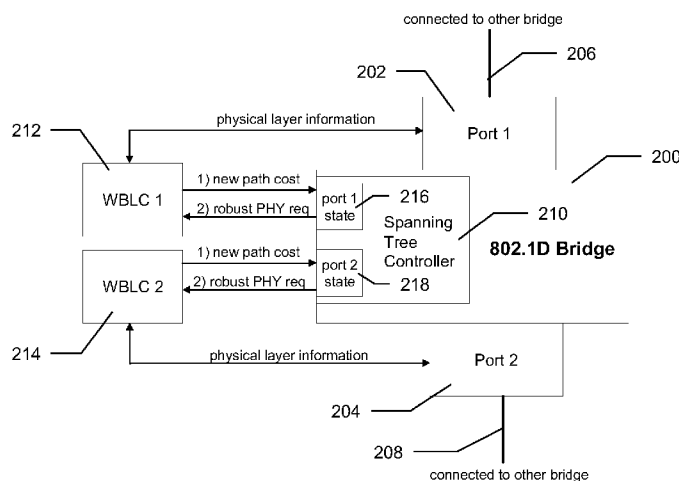 connected to other bridge
206
202
physical layer information
Port 1
212
200
1) new path cost
WBLC 1
2) robust PHY req
port 1
state
216
Spanning
Tree
Controller
210
802.1D Bridge
1) new path cost
WBLC 2
2) robust PHY req
port 2
state
218
214
physical layer information
Port 2
204
208
connected to other bridge